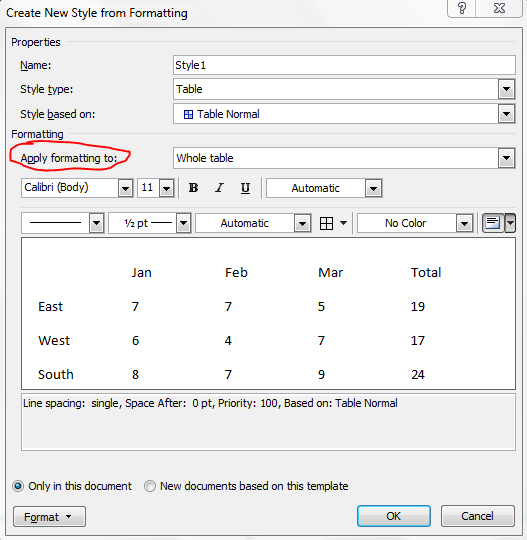 Create New Style from Formatting
Properties
Name: Style1
Style type: Table
Style based on: Table Normal
Formatting
Apply formatting to: Whole table
Calibri (Body) 11 B I U Automatic
½ pt Automatic No Color
Jan Feb Mar Total
East 7 7 5 19
West 6 4 7 17
South 8 7 9 24
Line spacing: single, Space After: 0 pt, Priority: 100, Based on: Table Normal
Only in this document New documents based on this template
Format OK Cancel